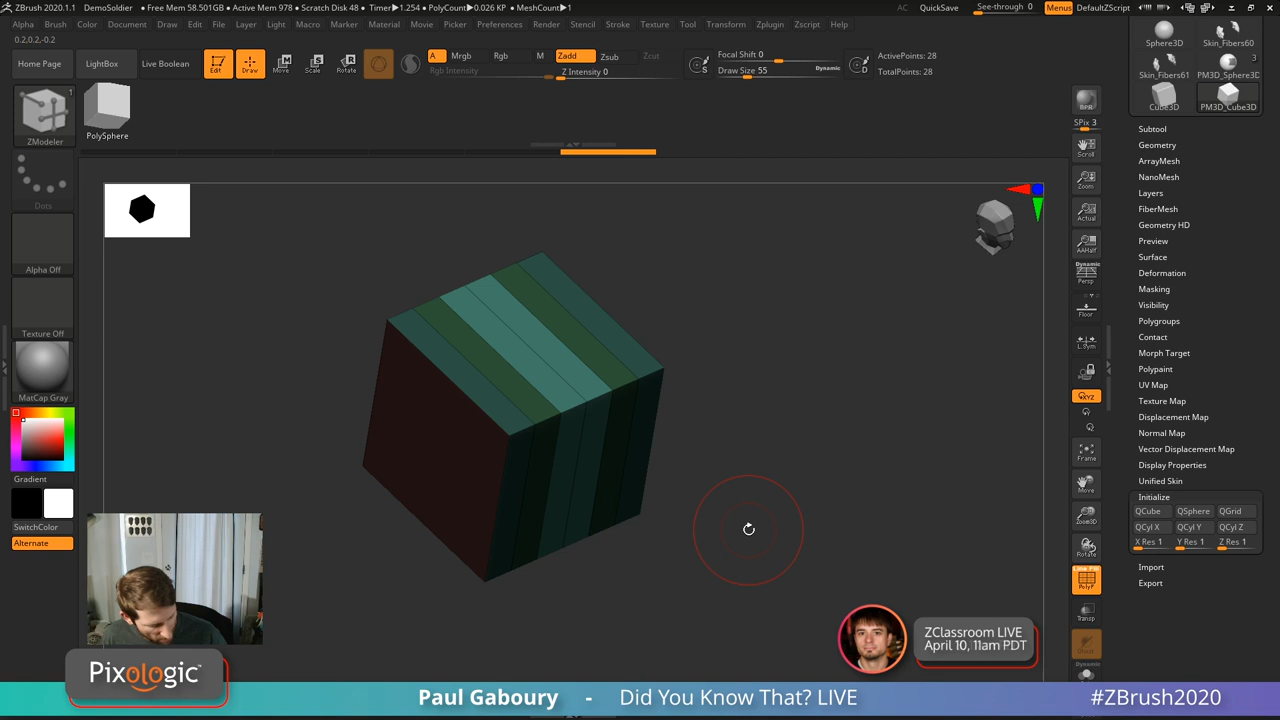 ZBrush 2020.1.1 DemoSoldier • Free Mem 58.501GB • Active Mem 978 • Scratch Disk 48 • Timer▶1.254 • PolyCount▶0.026 KP • MeshCount▶1
AC QuickSave See-through 0 Menus DefaultZScript
Alpha Brush Color Document Draw Edit File Layer Light Macro Marker Material Movie Picker Preferences Render Stencil Stroke Texture Tool Transform Zplugin Zscript Help
0.2,0.2,-0.2
Home Page LightBox Live Boolean Edit Draw Move Scale Rotate
A Mrgb Rgb M Zadd Zsub Zcut
Rgb Intensity Z Intensity 0
Focal Shift 0
Draw Size 55 Dynamic
S
D
ActivePoints: 28
TotalPoints: 28
1
ZModeler
PolySphere
Dots
Alpha Off
Texture Off
MatCap Gray
Gradient
SwitchColor
Alternate
BPR
SPix 3
Scroll
Zoom
Actual
AAHalf
Dynamic
Persp
Floor
L.Sym
XYZ
Frame
Move
Zoom3D
Rotate
Line Fill
PolyF
Transp
Ghost
Dynamic
Sphere3D Skin_Fibers60
3
Skin_Fibers61 PM3D_Sphere3D
Cube3D PM3D_Cube3D
Subtool
Geometry
ArrayMesh
NanoMesh
Layers
FiberMesh
Geometry HD
Preview
Surface
Deformation
Masking
Visibility
Polygroups
Contact
Morph Target
Polypaint
UV Map
Texture Map
Displacement Map
Normal Map
Vector Displacement Map
Display Properties
Unified Skin
Initialize
QCube QSphere QGrid
QCyl X QCyl Y QCyl Z
X Res 1 Y Res 1 Z Res 1
Import
Export
ZClassroom LIVE
April 10, 11am PDT
Pixologic™
Paul Gaboury - Did You Know That? LIVE #ZBrush2020